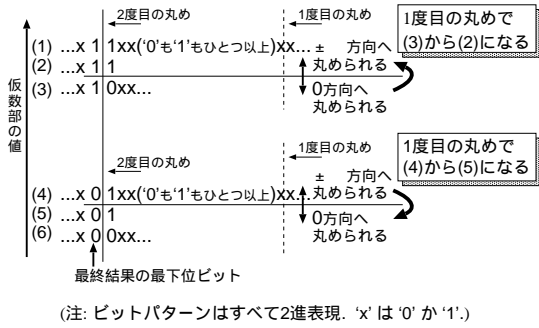 2度目の丸め
1度目の丸め
1度目の丸めで
(3)から(2)になる
(1) ...x 1 1xx('0'も'1'もひとつ以上)xx... ± 方向へ
丸められる
(2) ...x 1 1
(3) ...x 1 0xx...
0方向へ
丸められる
仮数部の値
2度目の丸め
1度目の丸め
1度目の丸めで
(4)から(5)になる
± 方向へ
(4) ...x 0 1xx('0'も'1'もひとつ以上)xx... 丸められる
(5) ...x 0 1
0方向へ
丸められる
(6) ...x 0 0xx...
最終結果の最下位ビット
(注: ビットパターンはすべて2進表現. 'x' は '0' か '1'.)